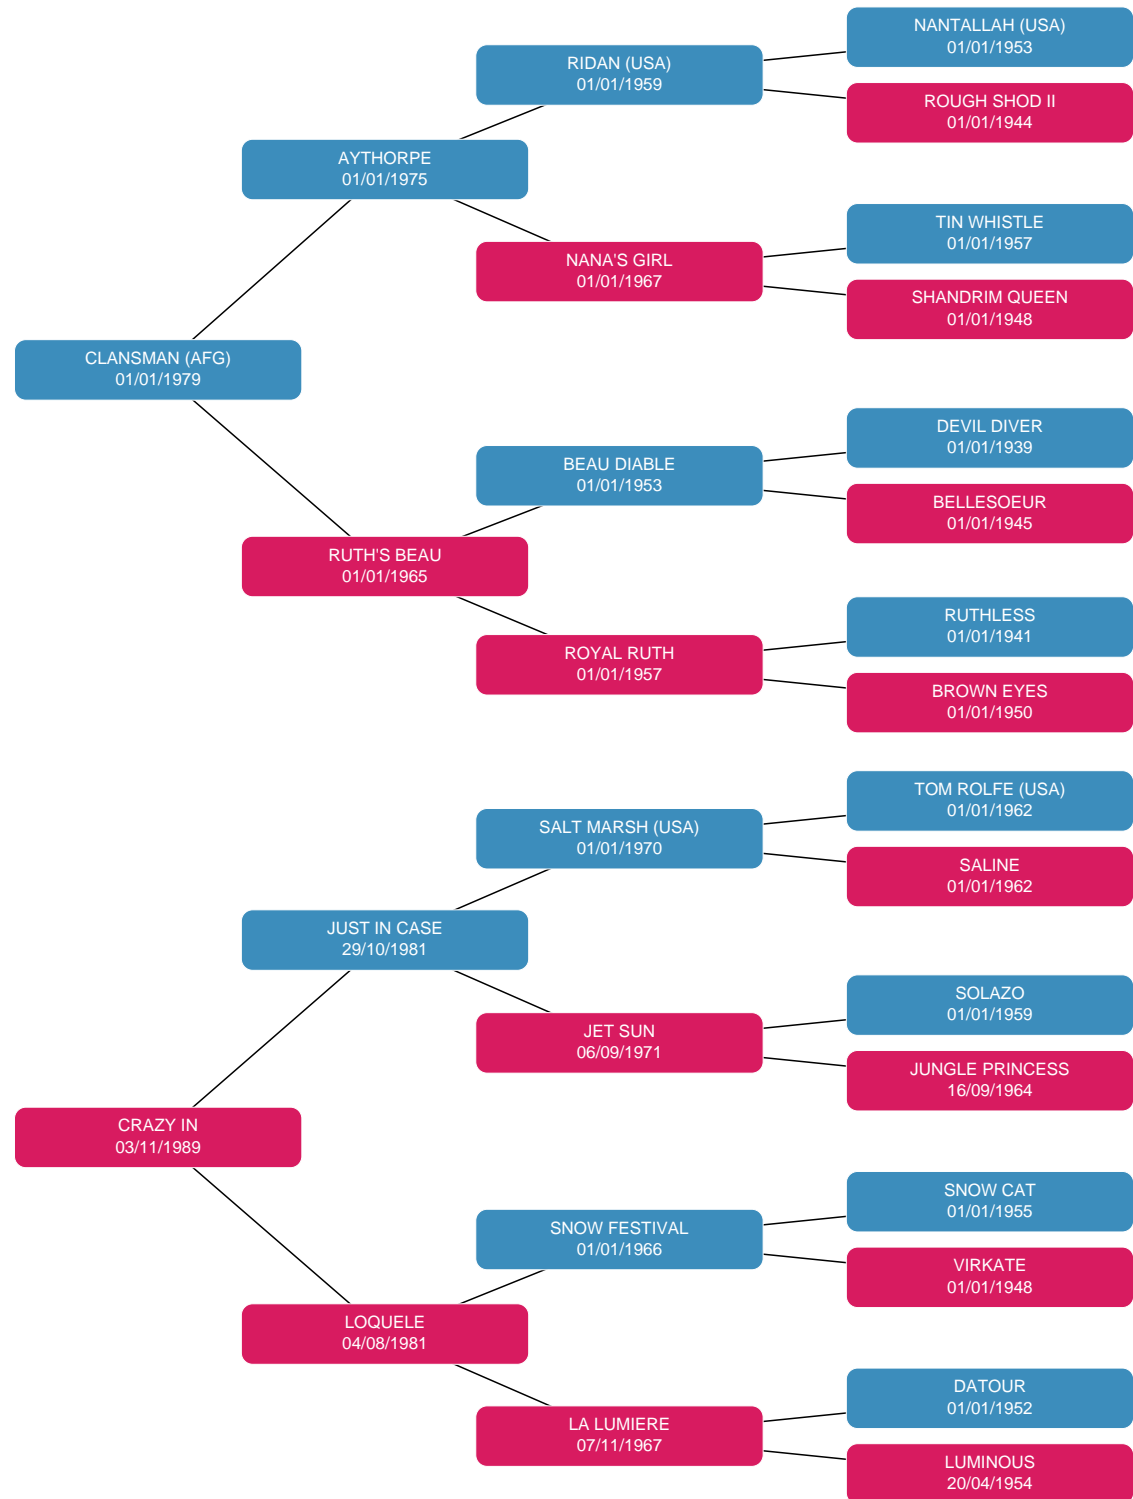 NANTALLAH (USA)
01/01/1953
RIDAN (USA)
01/01/1959
ROUGH SHOD II
01/01/1944
AYTHORPE
01/01/1975
TIN WHISTLE
01/01/1957
NANA'S GIRL
01/01/1967
SHANDRIM QUEEN
01/01/1948
CLANSMAN (AFG)
01/01/1979
DEVIL DIVER
01/01/1939
BEAU DIABLE
01/01/1953
BELLESOEUR
01/01/1945
RUTH'S BEAU
01/01/1965
RUTHLESS
01/01/1941
ROYAL RUTH
01/01/1957
BROWN EYES
01/01/1950
TOM ROLFE (USA)
01/01/1962
SALT MARSH (USA)
01/01/1970
SALINE
01/01/1962
JUST IN CASE
29/10/1981
SOLAZO
01/01/1959
JET SUN
06/09/1971
JUNGLE PRINCESS
16/09/1964
CRAZY IN
03/11/1989
SNOW CAT
01/01/1955
SNOW FESTIVAL
01/01/1966
VIRKATE
01/01/1948
LOQUELE
04/08/1981
DATOUR
01/01/1952
LA LUMIERE
07/11/1967
LUMINOUS
20/04/1954